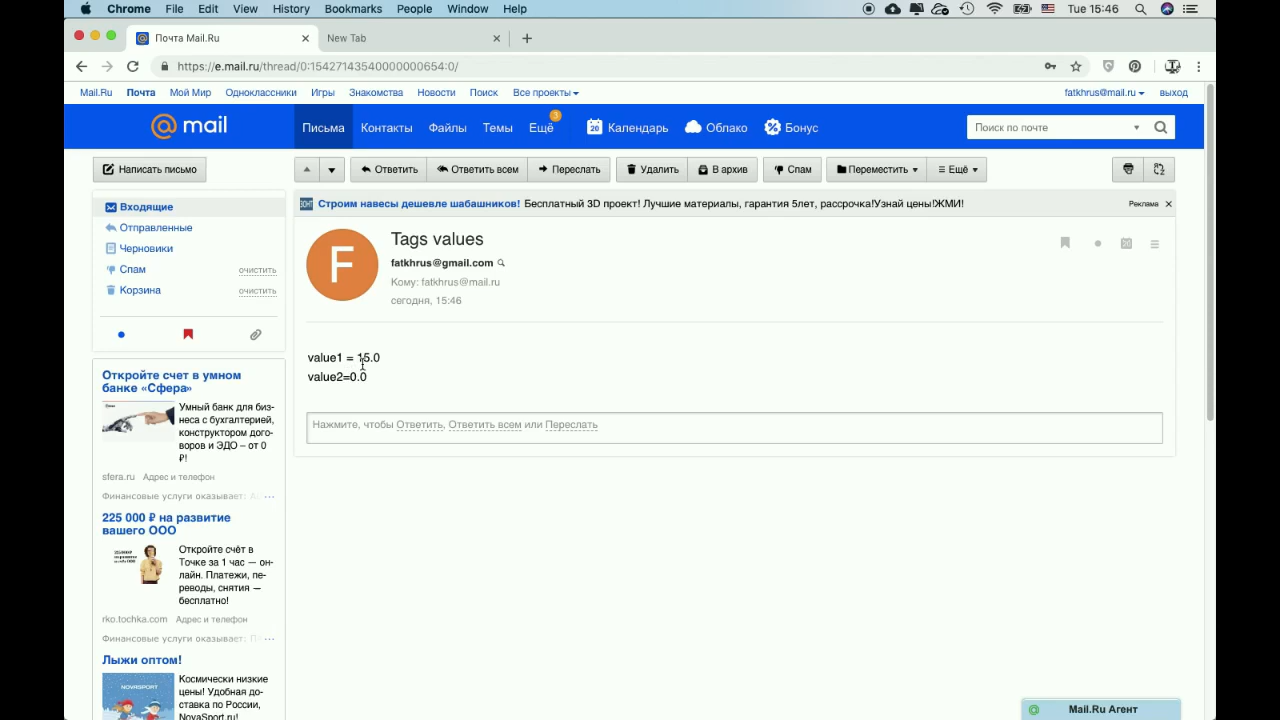 Chrome File Edit View History Bookmarks People Window Help Tue 15:46
Почта Mail.Ru New Tab
https://e.mail.ru/thread/0:15427143540000000654:0/
Mail.Ru Почта Мой Мир Одноклассники Игры Знакомства Новости Поиск Все проекты fatkhrus@mail.ru выход
@mail Письма Контакты Файлы Темы Ещё 3 20 Календарь Облако Бонус Поиск по почте
Написать письмо Ответить Ответить всем Переслать Удалить В архив Спам Переместить Ещё
Входящие
Отправленные
Черновики
Спам очистить
Корзина очистить
Строим навесы дешевле шабашников! Бесплатный 3D проект! Лучшие материалы, гарантия 5лет, рассрочка!Узнай цены!ЖМИ! Реклама
F
Tags values
fatkhrus@gmail.com
Кому: fatkhrus@mail.ru
сегодня, 15:46
value1 = 15.0
value2=0.0
Нажмите, чтобы Ответить, Ответить всем или Переслать
Откройте счет в умном
банке «Сфера»
Умный банк для биз-
неса с бухгалтерией,
конструктором дого-
воров и ЭДО – от 0
₽!
sfera.ru Адрес и телефон
Финансовые услуги оказывает:
225 000 ₽ на развитие
вашего ООО
Откройте счёт в
Точке за 1 час — он-
лайн. Платежи, пе-
реводы, снятия —
бесплатно!
rko.tochka.com Адрес и телефон
Финансовые услуги оказывает:
Лыжи оптом!
NOVASPORT
Космически низкие
цены! Удобная до-
ставка по России,
NovaSport.ru!
Mail.Ru Агент